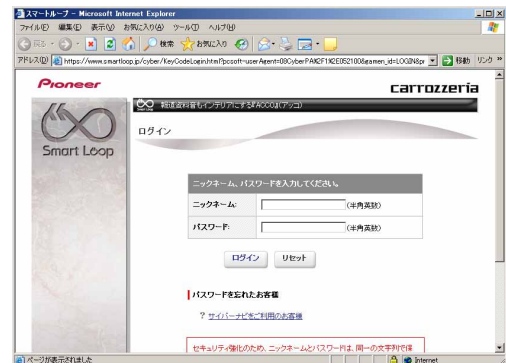 スマートループ - Microsoft Internet Explorer
ファイル(F) 編集(E) 表示(V) お気に入り(A) ツール(T) ヘルプ(H)
戻る 検索 お気に入り
アドレス(D) 移動 リンク »
Pioneer carrozzeria
Smart Loop
ログイン
ニックネーム、パスワードを入力してください。
ニックネーム: (半角英数)
パスワード: (半角英数)
ログイン リセット
パスワードを忘れたお客様
? サイバーナビをご利用のお客様
セキュリティ強化のため、ニックネームとパスワードは、同一の文字列で保
ページが表示されました Internet